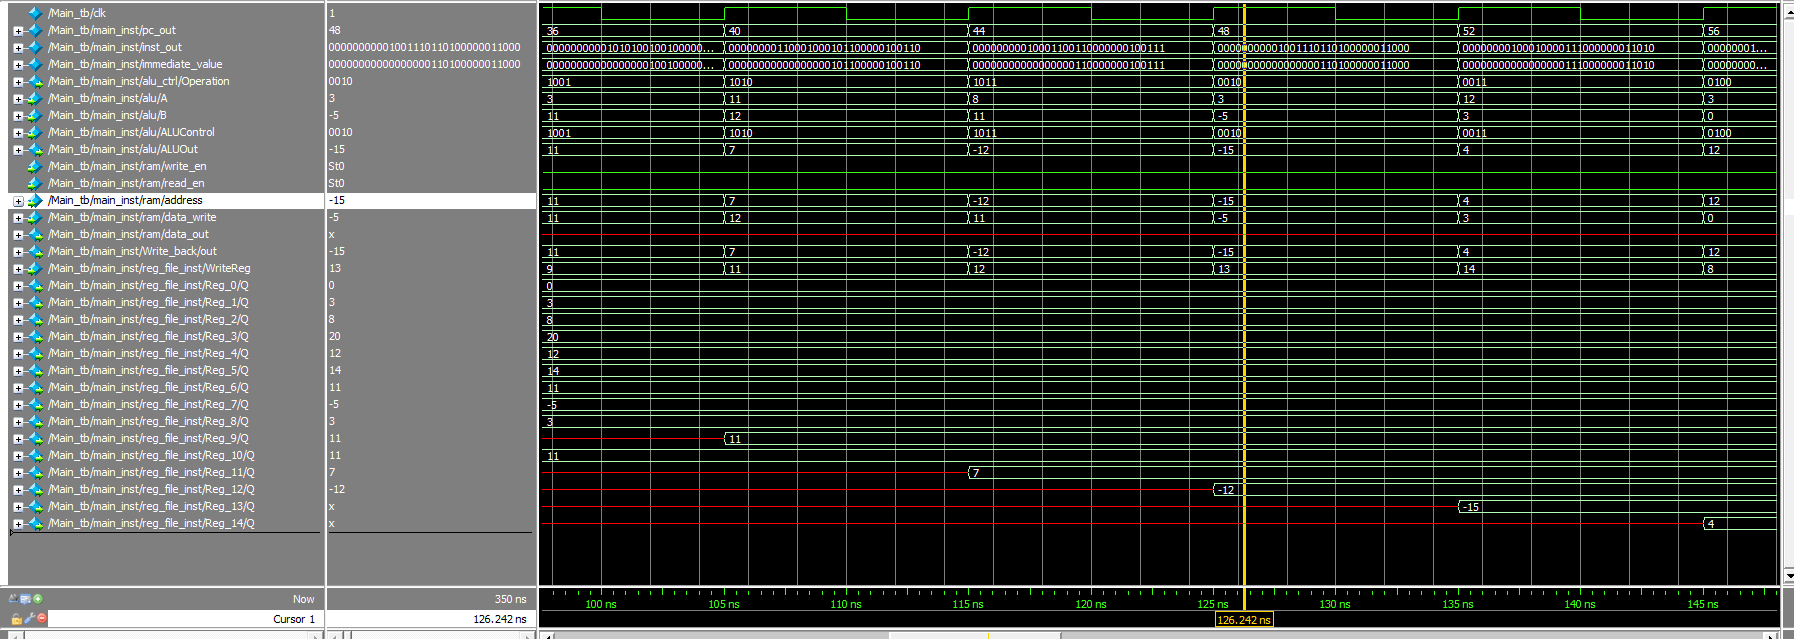 /Main_tb/clk 1
/Main_tb/main_inst/pc_out 48 36 40 44 48 52 56
/Main_tb/main_inst/inst_out 00000000001001110110100000011000 00000000001010100100100000... 00000000110001000101100000100110 00000000010001100110000000100111 00000000001001110110100000011000 00000000100010000111000000011010 00000001...
/Main_tb/main_inst/immediate_value 00000000000000000110100000011000 00000000000000000100100000... 00000000000000000101100000100110 00000000000000000110000000100111 00000000000000000110100000011000 00000000000000000111000000011010 00000000...
/Main_tb/main_inst/alu_ctrl/Operation 0010 1001 1010 1011 0010 0011 0100
/Main_tb/main_inst/alu/A 3 3 11 8 3 12 3
/Main_tb/main_inst/alu/B -5 11 12 11 -5 3 0
/Main_tb/main_inst/alu/ALUControl 0010 1001 1010 1011 0010 0011 0100
/Main_tb/main_inst/alu/ALUOut -15 11 7 -12 -15 4 12
/Main_tb/main_inst/ram/write_en St0
/Main_tb/main_inst/ram/read_en St0
/Main_tb/main_inst/ram/address -15 11 7 -12 -15 4 12
/Main_tb/main_inst/ram/data_write -5 11 12 11 -5 3 0
/Main_tb/main_inst/ram/data_out x
/Main_tb/main_inst/Write_back/out -15 11 7 -12 -15 4 12
/Main_tb/main_inst/reg_file_inst/WriteReg 13 9 11 12 13 14 8
/Main_tb/main_inst/reg_file_inst/Reg_0/Q 0 0
/Main_tb/main_inst/reg_file_inst/Reg_1/Q 3 3
/Main_tb/main_inst/reg_file_inst/Reg_2/Q 8 8
/Main_tb/main_inst/reg_file_inst/Reg_3/Q 20 20
/Main_tb/main_inst/reg_file_inst/Reg_4/Q 12 12
/Main_tb/main_inst/reg_file_inst/Reg_5/Q 14 14
/Main_tb/main_inst/reg_file_inst/Reg_6/Q 11 11
/Main_tb/main_inst/reg_file_inst/Reg_7/Q -5 -5
/Main_tb/main_inst/reg_file_inst/Reg_8/Q 3 3
/Main_tb/main_inst/reg_file_inst/Reg_9/Q 11 11
/Main_tb/main_inst/reg_file_inst/Reg_10/Q 11 11
/Main_tb/main_inst/reg_file_inst/Reg_11/Q 7 7
/Main_tb/main_inst/reg_file_inst/Reg_12/Q -12 -12
/Main_tb/main_inst/reg_file_inst/Reg_13/Q x -15
/Main_tb/main_inst/reg_file_inst/Reg_14/Q x 4
Now 350 ns 100 ns 105 ns 110 ns 115 ns 120 ns 125 ns 130 ns 135 ns 140 ns 145 ns
Cursor 1 126.242 ns 126.242 ns